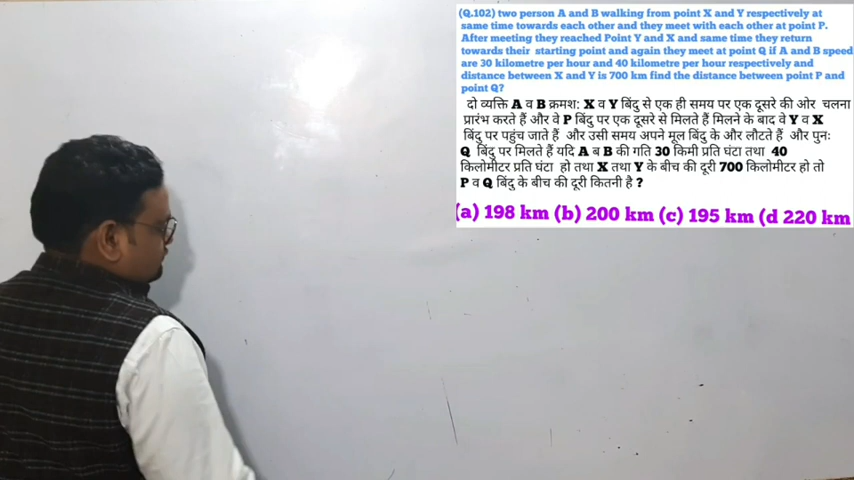 (Q.102) two person A and B walking from point X and Y respectively at
same time towards each other and they meet with each other at point P.
After meeting they reached Point Y and X and same time they return
towards their starting point and again they meet at point Q if A and B speed
are 30 kilometre per hour and 40 kilometre per hour respectively and
distance between X and Y is 700 km find the distance between point P and
point Q?
दो व्यक्ति A व B क्रमश: X व Y बिंदु से एक ही समय पर एक दूसरे की ओर चलना
प्रारंभ करते हैं और वे P बिंदु पर एक दूसरे से मिलते हैं मिलने के बाद वे Y व X
बिंदु पर पहुंच जाते हैं और उसी समय अपने मूल बिंदु के और लौटते हैं और पुनः
Q बिंदु पर मिलते हैं यदि A ब B की गति 30 किमी प्रति घंटा तथा 40
किलोमीटर प्रति घंटा हो तथा X तथा Y के बीच की दूरी 700 किलोमीटर हो तो
P व Q बिंदु के बीच की दूरी कितनी है ?
(a) 198 km (b) 200 km (c) 195 km (d 220 km